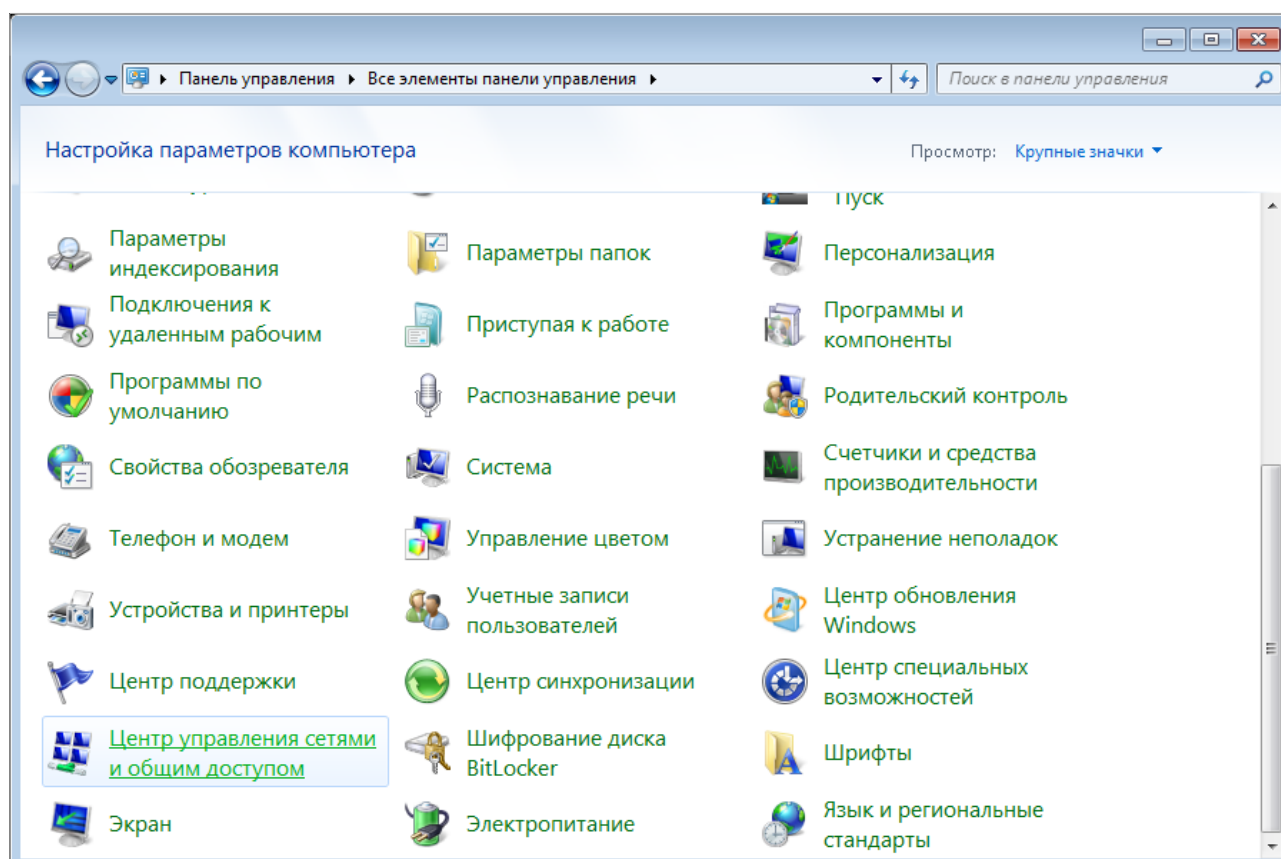 Панель управления ▸ Все элементы панели управления ▸
Поиск в панели управления
Настройка параметров компьютера
Просмотр: Крупные значки
Пуск
Параметры
индексирования
Параметры папок
Персонализация
Подключения к
удаленным рабочим
Приступая к работе
Программы и
компоненты
Программы по
умолчанию
Распознавание речи
Родительский контроль
Свойства обозревателя
Система
Счетчики и средства
производительности
Телефон и модем
Управление цветом
Устранение неполадок
Устройства и принтеры
Учетные записи
пользователей
Центр обновления
Windows
Центр поддержки
Центр синхронизации
Центр специальных
возможностей
Центр управления сетями
и общим доступом
Шифрование диска
BitLocker
Шрифты
Экран
Электропитание
Язык и региональные
стандарты